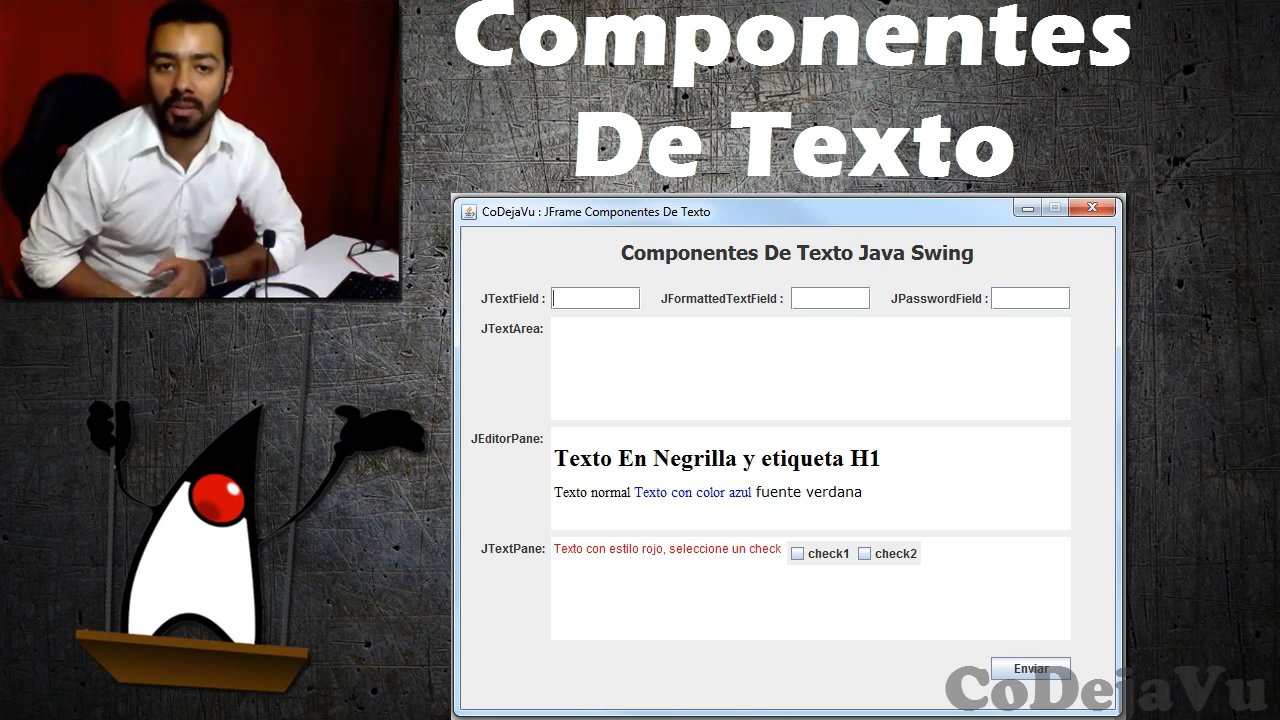 Componentes
De Texto
CoDejaVu : JFrame Componentes De Texto
Componentes De Texto Java Swing
JTextField : JFormattedTextField : JPasswordField :
JTextArea:
JEditorPane:
Texto En Negrilla y etiqueta H1
Texto normal Texto con color azul fuente verdana
JTextPane: Texto con estilo rojo, seleccione un check check1 check2
Enviar
CoDejaVu